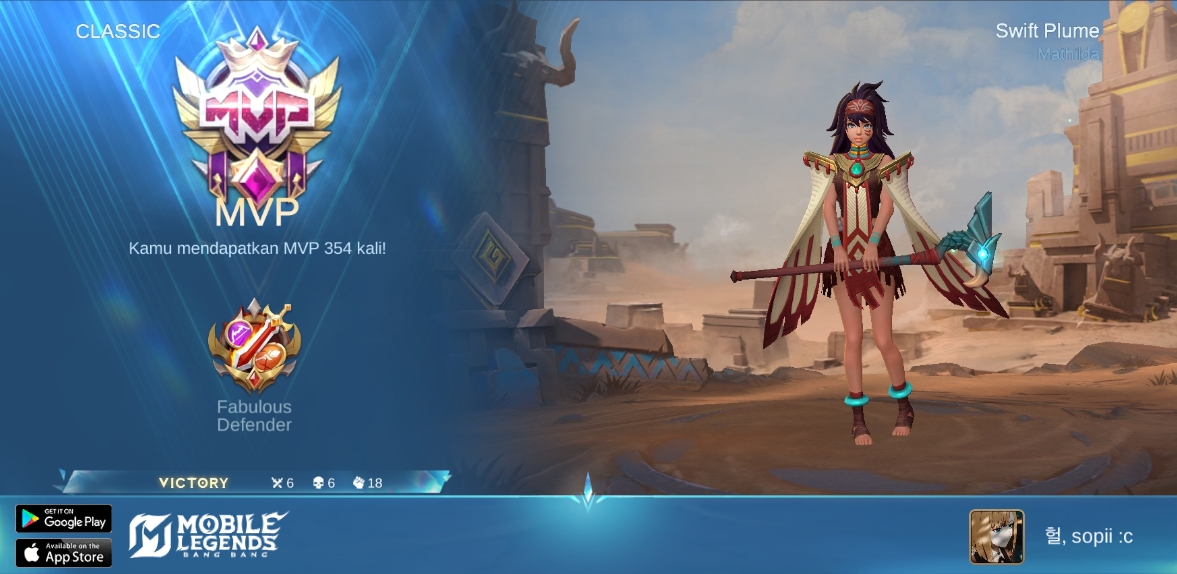 CLASSIC
Swift Plume
Mathilda
MVP
MVP
Kamu mendapatkan MVP 354 kali!
Fabulous
Defender
VICTORY 6 6 18
GET IT ON
Google Play
Available on the
App Store
MOBILE
LEGENDS
BANG BANG
헐, sopii :c